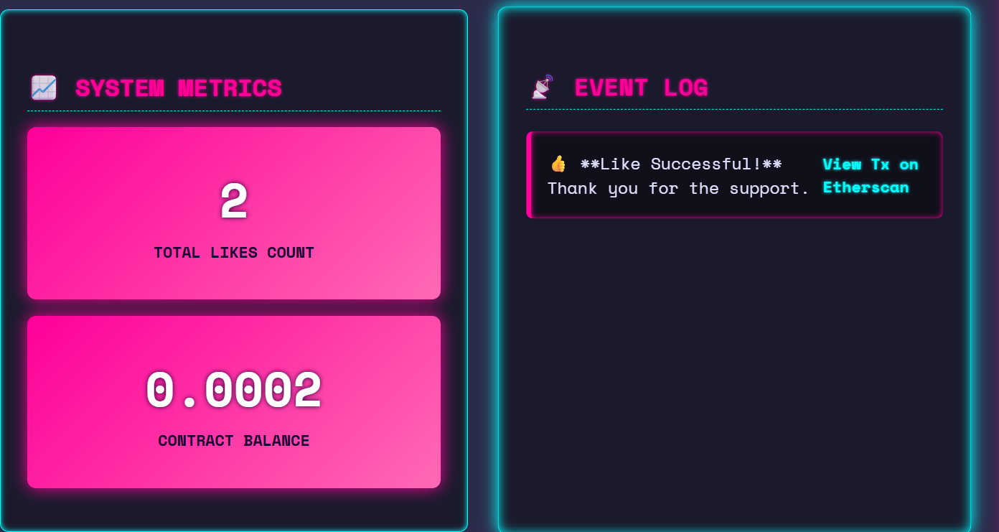 SYSTEM METRICS
2
TOTAL LIKES COUNT
0.0002
CONTRACT BALANCE
EVENT LOG
👍 **Like Successful!**
Thank you for the support.
View Tx on
Etherscan